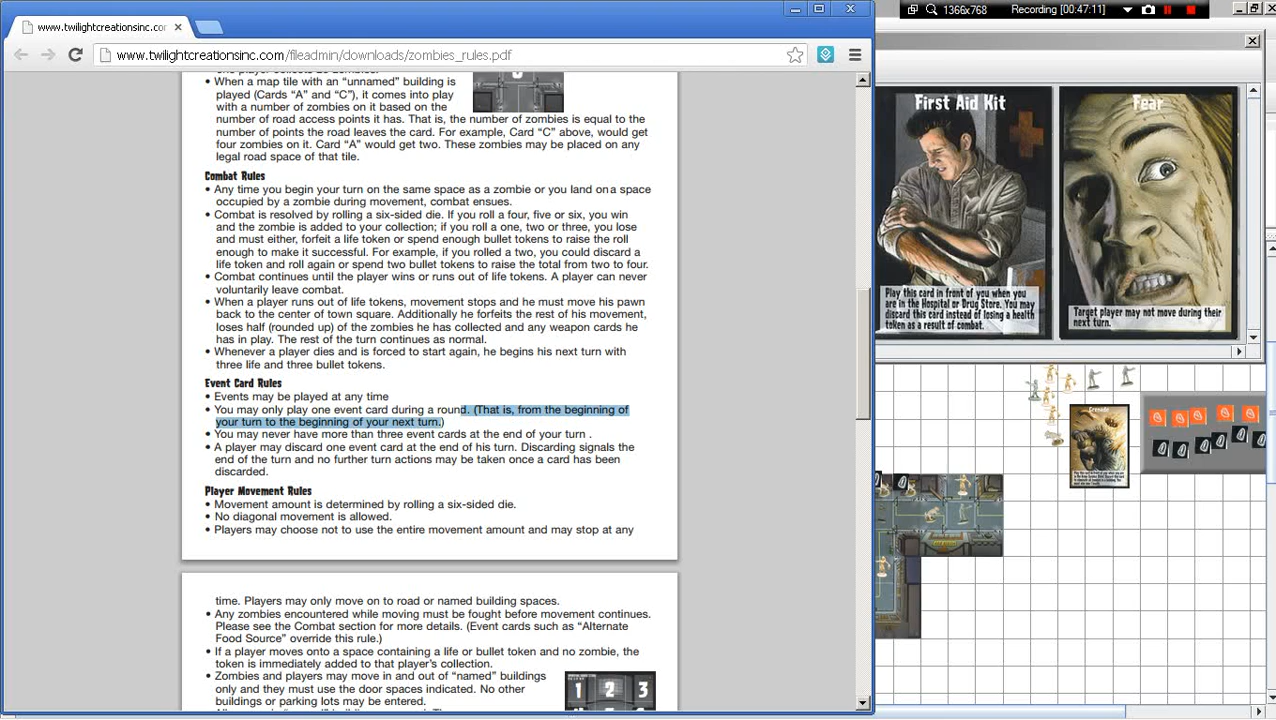 www.twilightcreationsinc.cor
1366x768
Recording [00:47:11]
www.twilightcreationsinc.com/fileadmin/downloads/zombies_rules.pdf
• When a map tile with an "unnamed" building is
played (Cards "A" and "C"), it comes into play
with a number of zombies on it based on the
number of road access points it has. That is, the number of zombies is equal to the
number of points the road leaves the card. For example, Card "C" above, would get
four zombies on it. Card "A" would get two. These zombies may be placed on any
legal road space of that tile.
Combat Rules
• Any time you begin your turn on the same space as a zombie or you land on a space
occupied by a zombie during movement, combat ensues.
• Combat is resolved by rolling a six-sided die. If you roll a four, five or six, you win
and the zombie is added to your collection; if you roll a one, two or three, you lose
and must either, forfeit a life token or spend enough bullet tokens to raise the roll
enough to make it successful. For example, if you rolled a two, you could discard a
life token and roll again or spend two bullet tokens to raise the total from two to four.
• Combat continues until the player wins or runs out of life tokens. A player can never
voluntarily leave combat.
• When a player runs out of life tokens, movement stops and he must move his pawn
back to the center of town square. Additionally he forfeits the rest of his movement,
loses half (rounded up) of the zombies he has collected and any weapon cards he
has in play. The rest of the turn continues as normal.
• Whenever a player dies and is forced to start again, he begins his next turn with
three life and three bullet tokens.
Event Card Rules
• Events may be played at any time
• You may only play one event card during a round. (That is, from the beginning of
your turn to the beginning of your next turn.)
• You may never have more than three event cards at the end of your turn .
• A player may discard one event card at the end of his turn. Discarding signals the
end of the turn and no further turn actions may be taken once a card has been
discarded.
Player Movement Rules
• Movement amount is determined by rolling a six-sided die.
• No diagonal movement is allowed.
• Players may choose not to use the entire movement amount and may stop at any
time. Players may only move on to road or named building spaces.
• Any zombies encountered while moving must be fought before movement continues.
Please see the Combat section for more details. (Event cards such as "Alternate
Food Source" override this rule.)
• If a player moves onto a space containing a life or bullet token and no zombie, the
token is immediately added to that player's collection.
• Zombies and players may move in and out of "named" buildings
only and they must use the door spaces indicated. No other
buildings or parking lots may be entered.
1 2 3
First Aid Kit
Play this card in front of you when you
are in the Hospital or Drug Store. You may
discard this card instead of losing a health
token as a result of combat.
Fear
Target player may not move during their
next turn.
Grenade